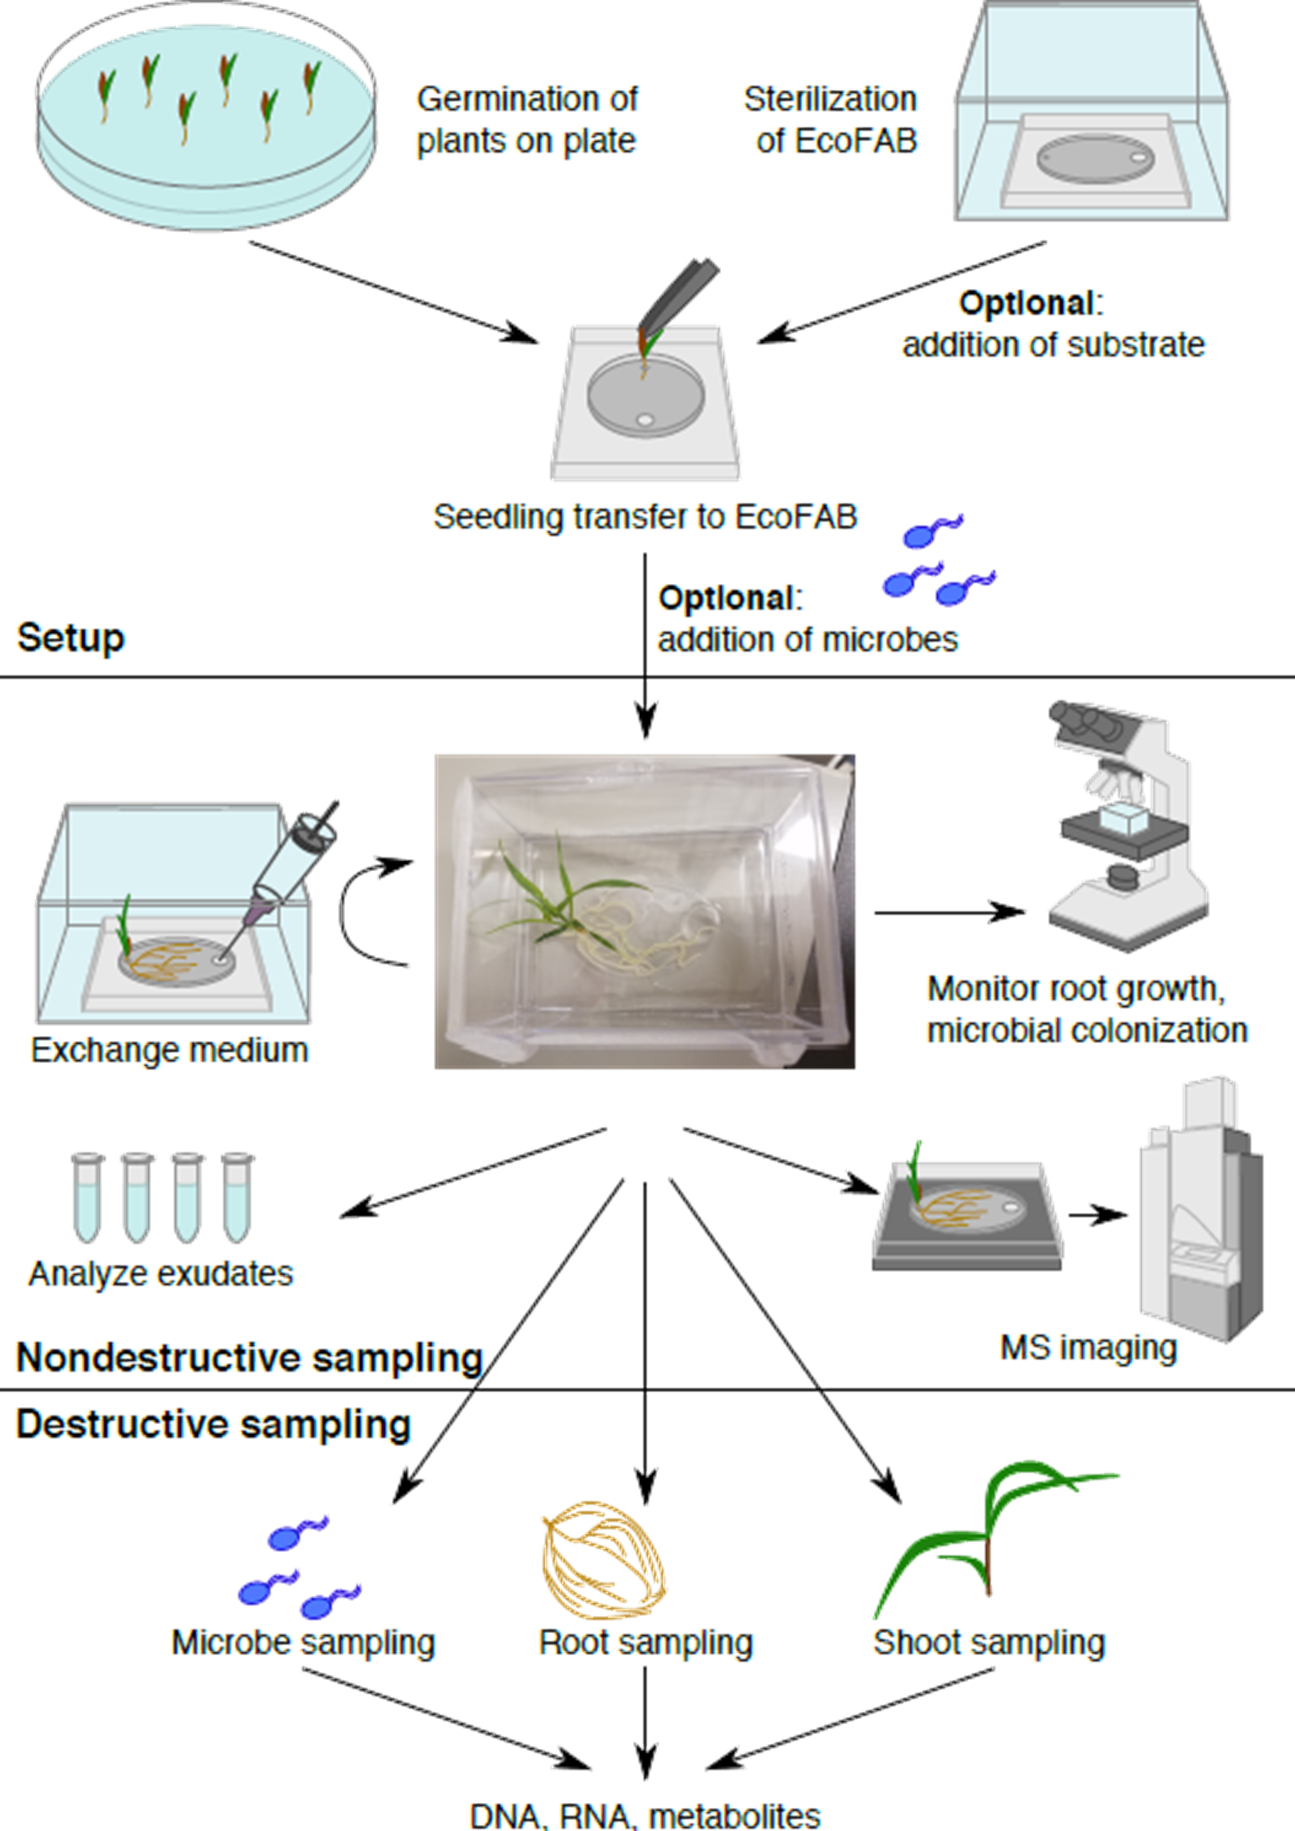 Germination of
plants on plate
Sterilization
of EcoFAB
Optional:
addition of substrate
Seedling transfer to EcoFAB
Optional:
addition of microbes
Setup
Exchange medium
Monitor root growth,
microbial colonization
Analyze exudates
MS imaging
Nondestructive sampling
Destructive sampling
Microbe sampling
Root sampling
Shoot sampling
DNA, RNA, metabolites